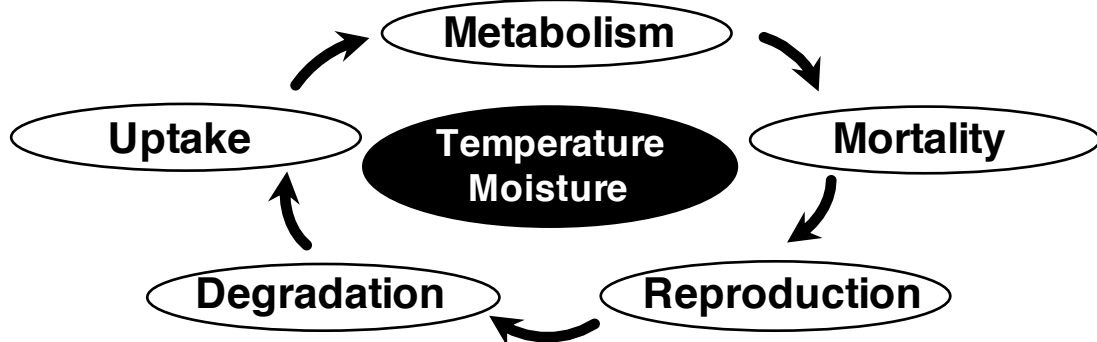 Metabolism
Uptake
Temperature
Moisture
Mortality
Degradation
Reproduction